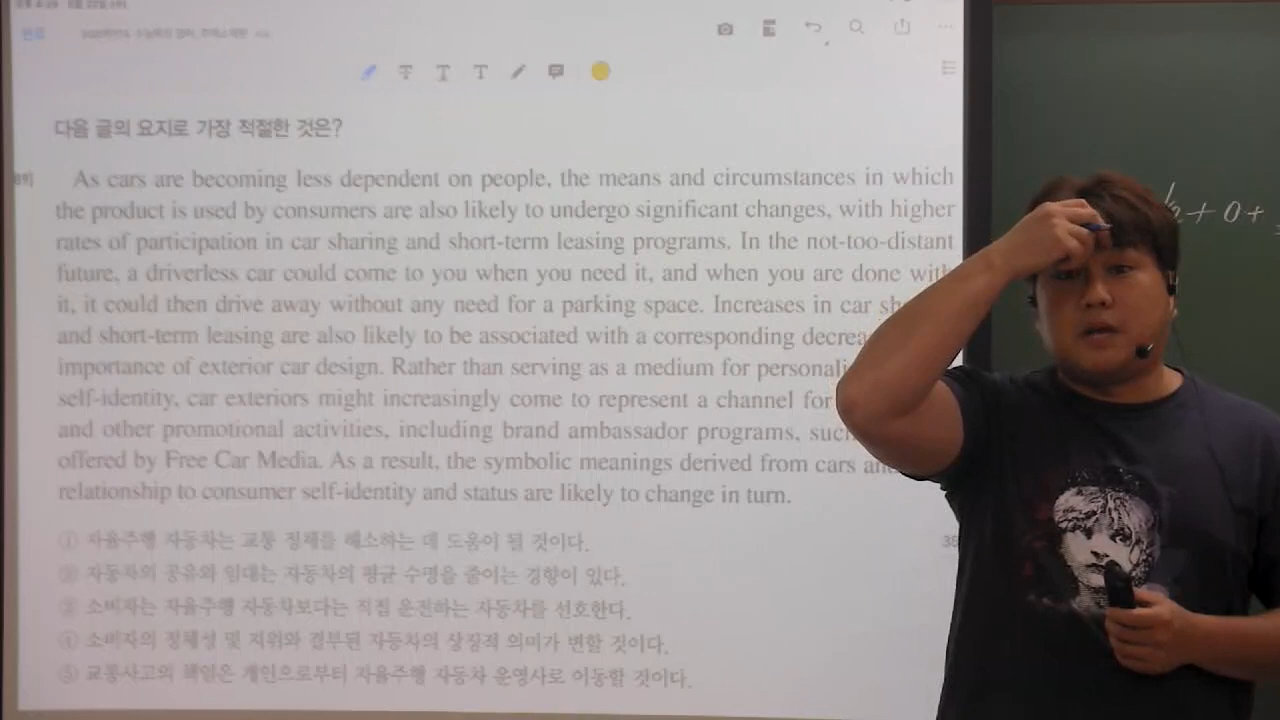 완료
다음 글의 요지로 가장 적절한 것은?
89] As cars are becoming less dependent on people, the means and circumstances in which
the product is used by consumers are also likely to undergo significant changes, with higher
rates of participation in car sharing and short-term leasing programs. In the not-too-distant
future, a driverless car could come to you when you need it, and when you are done with
it, it could then drive away without any need for a parking space. Increases in car sh
and short-term leasing are also likely to be associated with a corresponding decrea
importance of exterior car design. Rather than serving as a medium for personali
self-identity, car exteriors might increasingly come to represent a channel for
and other promotional activities, including brand ambassador programs, such
offered by Free Car Media. As a result, the symbolic meanings derived from cars and
relationship to consumer self-identity and status are likely to change in turn.
① 자율주행 자동차는 교통 정체를 해소하는 데 도움이 될 것이다.
② 자동차의 공유와 임대는 자동차의 평균 수명을 줄이는 경향이 있다.
③ 소비자는 자율주행 자동차보다는 직접 운전하는 자동차를 선호한다.
④ 소비자의 정체성 및 지위와 결부된 자동차의 상징적 의미가 변할 것이다.
⑤ 교통사고의 책임은 개인으로부터 자율주행 자동차 운영사로 이동할 것이다.
+ 0 +